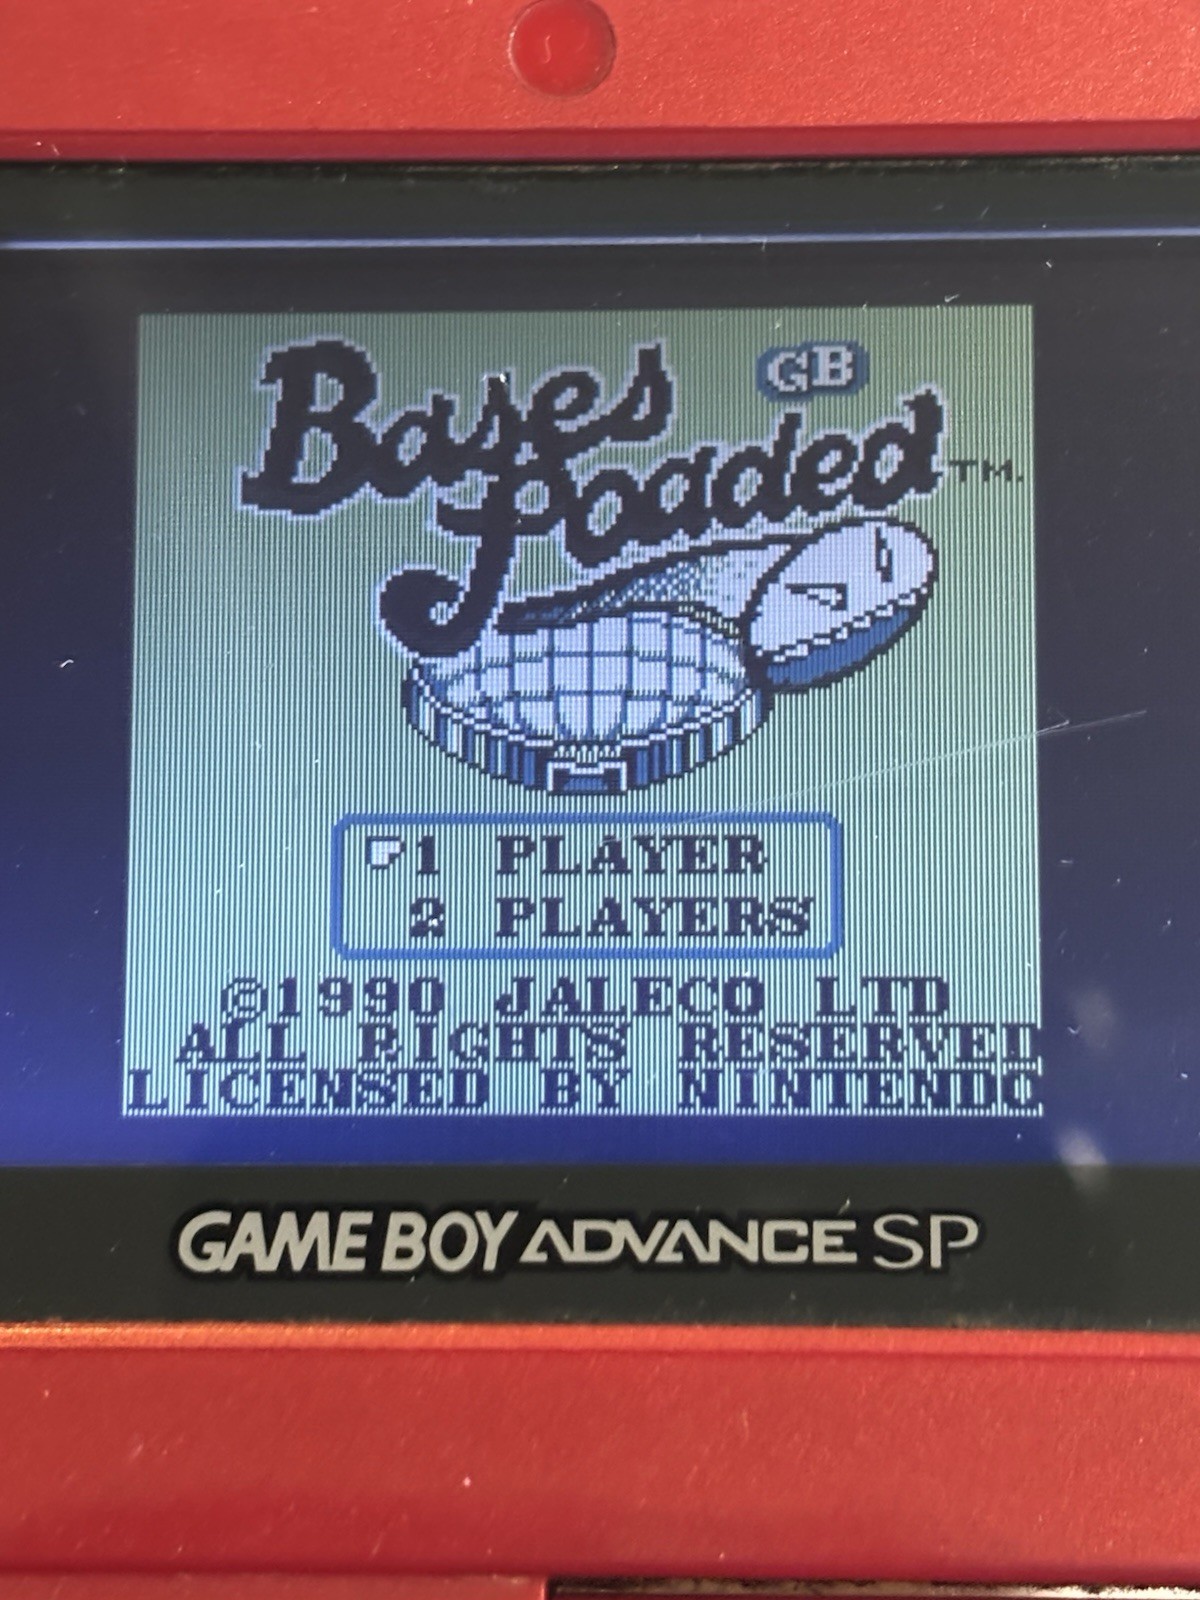 Bases
GB
Loaded TM.
1 PLAYER
2 PLAYERS
©1990 JALECO LTD
ALL RIGHTS RESERVED
LICENSED BY NINTENDO
GAME BOY ADVANCE SP